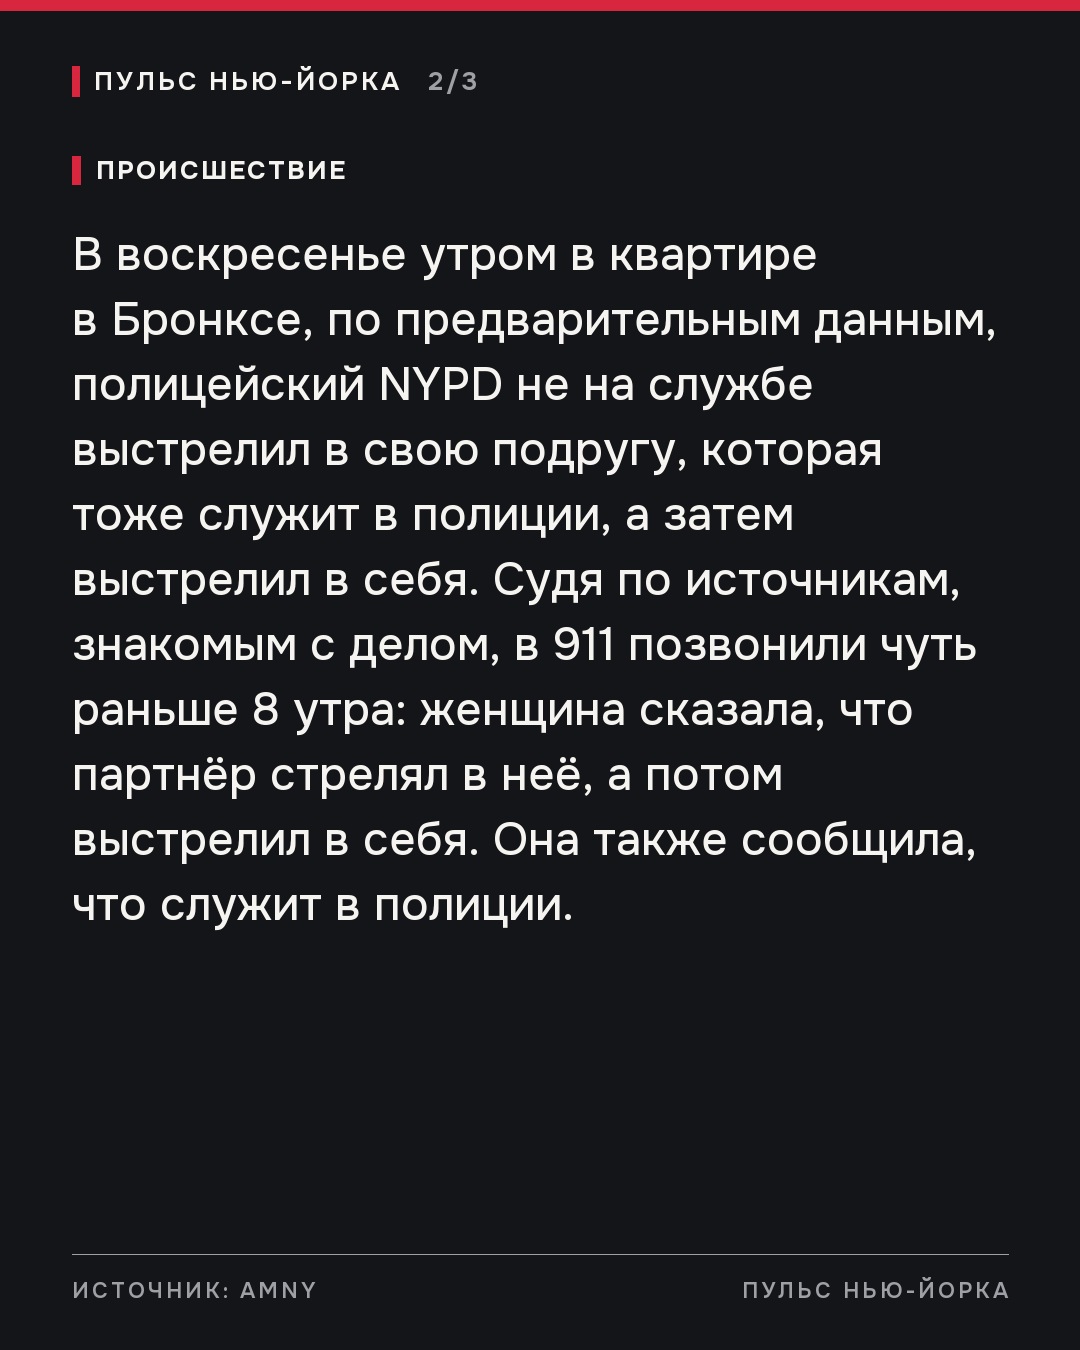 ПУЛЬС НЬЮ-ЙОРКА 2/3
ПРОИСШЕСТВИЕ
В воскресенье утром в квартире
в Бронксе, по предварительным данным,
полицейский NYPD не на службе
выстрелил в свою подругу, которая
тоже служит в полиции, а затем
выстрелил в себя. Судя по источникам,
знакомым с делом, в 911 позвонили чуть
раньше 8 утра: женщина сказала, что
партнёр стрелял в неё, а потом
выстрелил в себя. Она также сообщила,
что служит в полиции.
ИСТОЧНИК: AMNY
ПУЛЬС НЬЮ-ЙОРКА